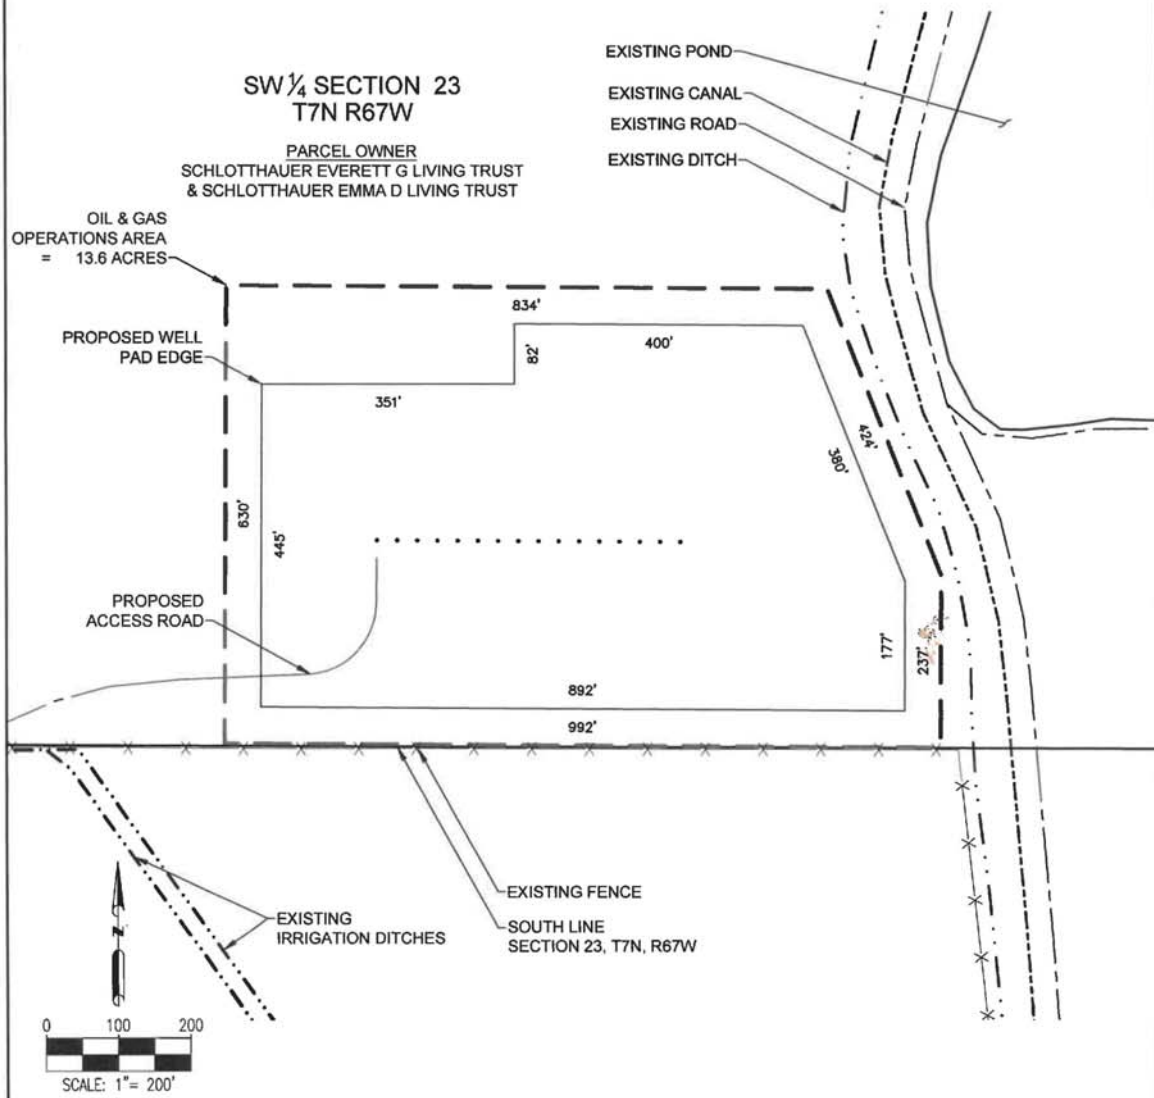 SW ¼ SECTION 23
T7N R67W
PARCEL OWNER
SCHLOTTHAUER EVERETT G LIVING TRUST
& SCHLOTTHAUER EMMA D LIVING TRUST
EXISTING POND
EXISTING CANAL
EXISTING ROAD
EXISTING DITCH
OIL & GAS
OPERATIONS AREA
= 13.6 ACRES
834'
PROPOSED WELL
PAD EDGE
82'
400'
351'
424'
380'
630'
445'
PROPOSED
ACCESS ROAD
177'
237'
892'
992'
EXISTING FENCE
SOUTH LINE
SECTION 23, T7N, R67W
EXISTING
IRRIGATION DITCHES
N
0 100 200
SCALE: 1"= 200'